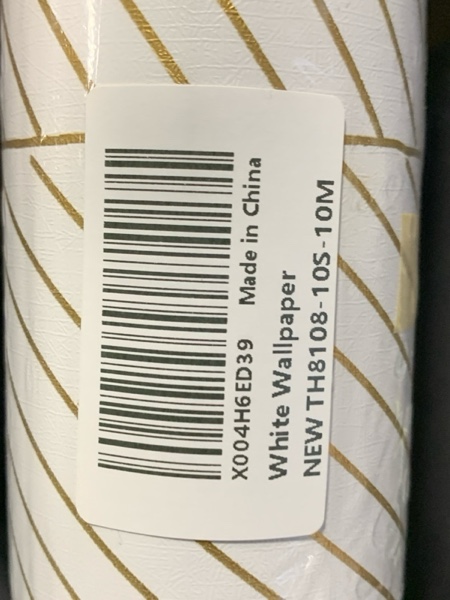 X004H6ED39 Made in China
White Wallpaper
NEW TH8108-10S-10M